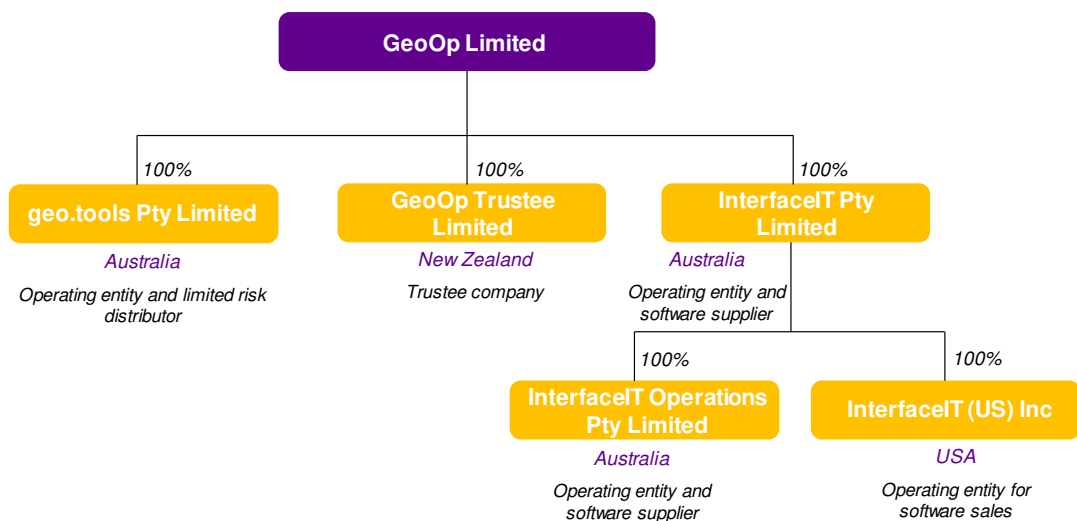 GeoOp Limited
100%
100%
100%
geo.tools Pty Limited
GeoOp Trustee
Limited
InterfaceIT Pty
Limited
Australia
New Zealand
Australia
Operating entity and limited risk
distributor
Trustee company
Operating entity and
software supplier
100%
100%
InterfaceIT Operations
Pty Limited
InterfaceIT (US) Inc
Australia
USA
Operating entity and
software supplier
Operating entity for
software sales